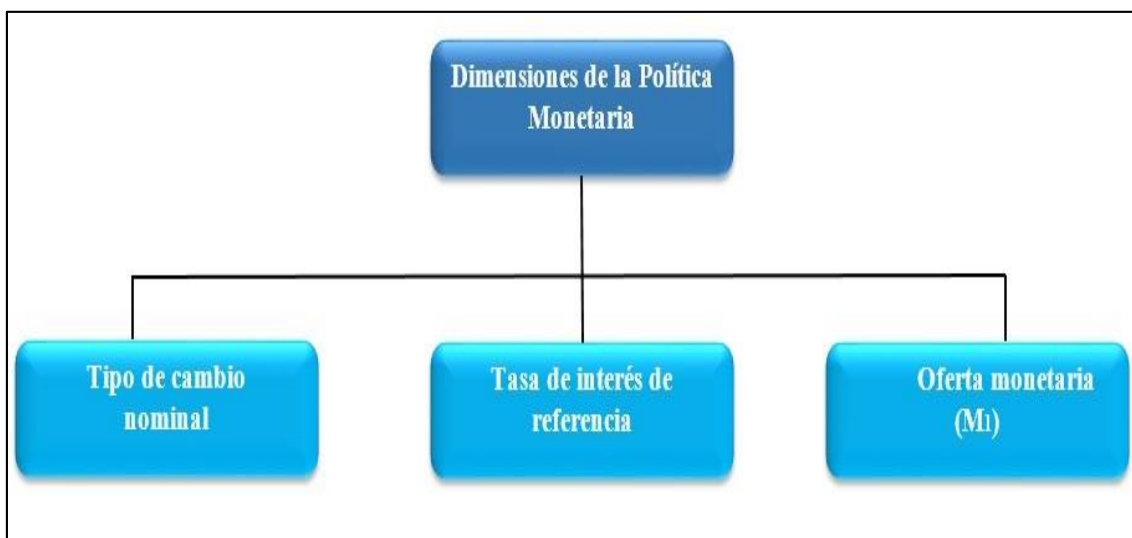 Dimensiones de la Política
Monetaria
Tipo de cambio
nominal
Tasa de interés de
referencia
Oferta monetaria
(M1)